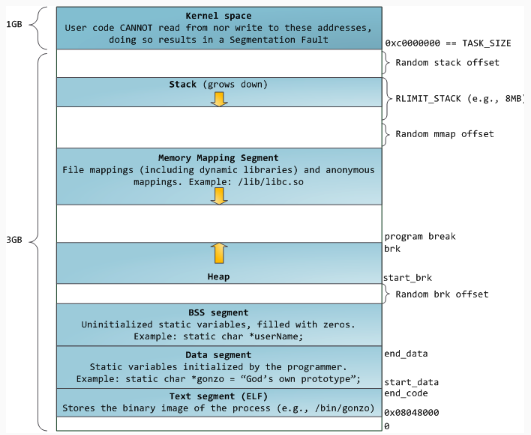 1GB
Kernel space
User code CANNOT read from nor write to these addresses,
doing so results in a Segmentation Fault
0xc0000000 == TASK_SIZE
Random stack offset
Stack (grows down)
RLIMIT_STACK (e.g., 8MB)
Random mmap offset
Memory Mapping Segment
File mappings (including dynamic libraries) and anonymous
mappings. Example: /lib/libc.so
3GB
program break
brk
Heap
start_brk
Random brk offset
BSS segment
Uninitialized static variables, filled with zeros.
Example: static char *userName;
end_data
Data segment
Static variables initialized by the programmer.
Example: static char *gonzo = “God’s own prototype”;
start_data
end_code
Text segment (ELF)
Stores the binary image of the process (e.g., /bin/gonzo)
0x08048000
0